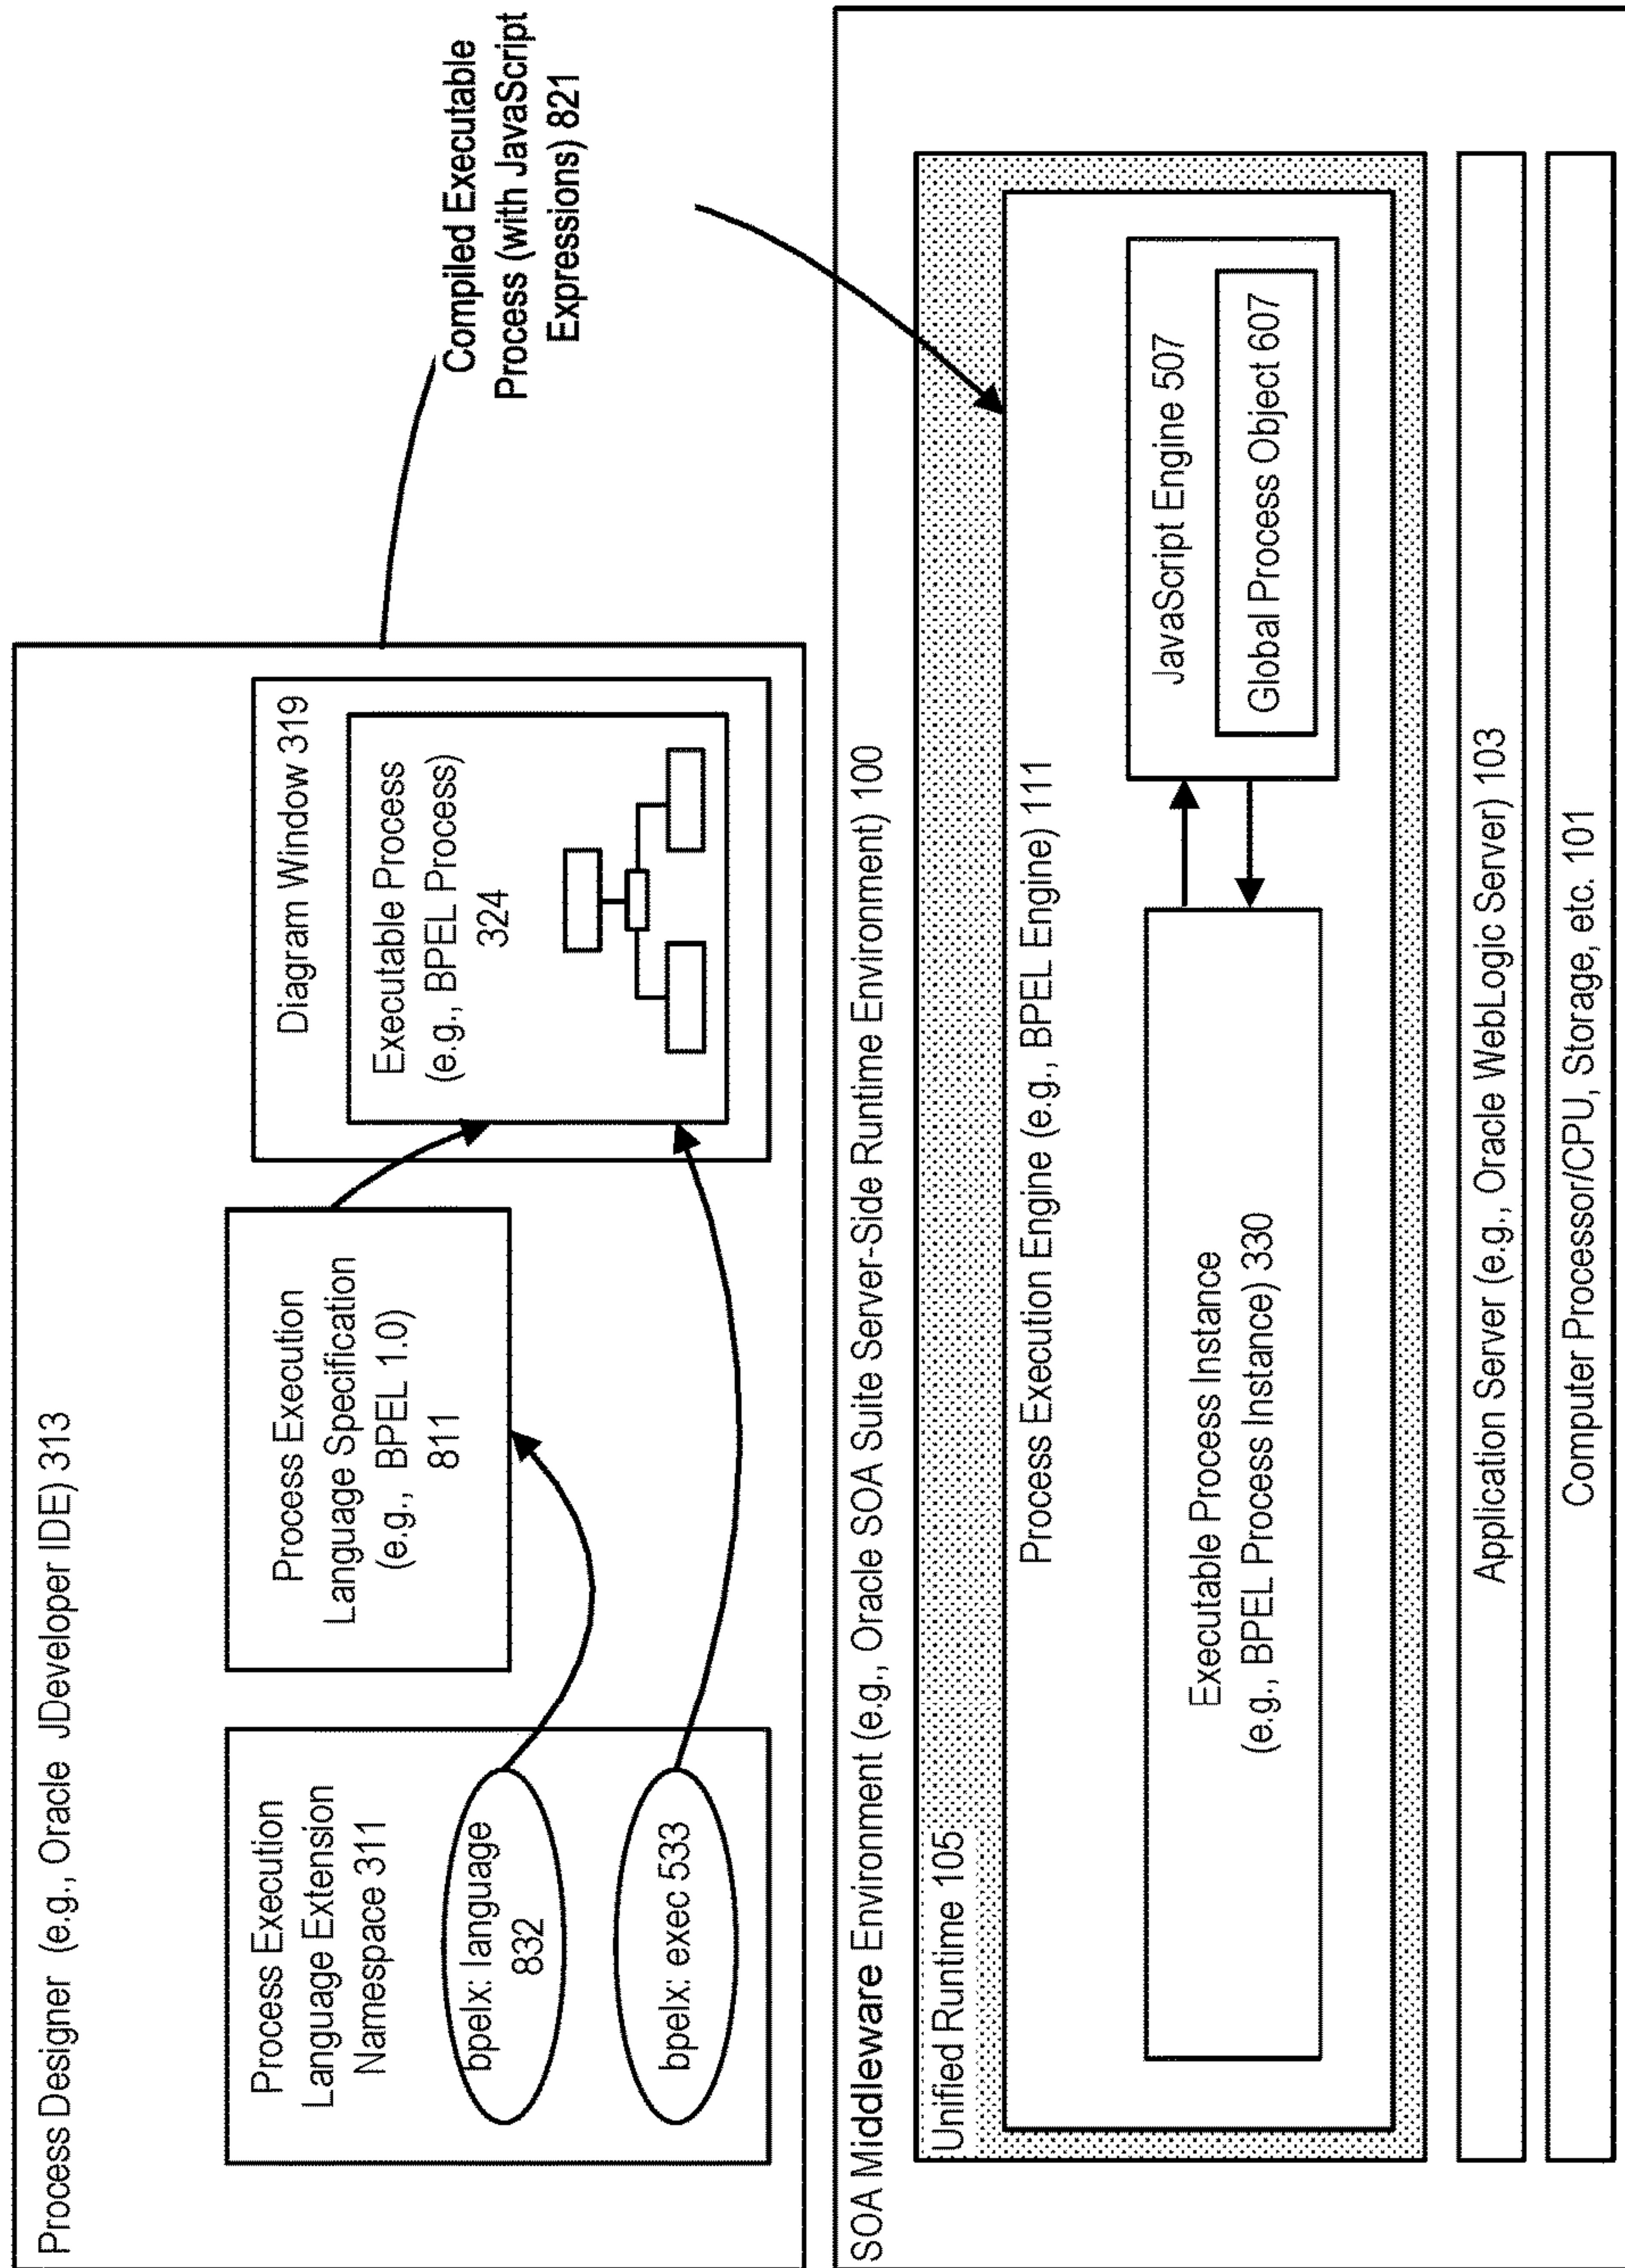 Process Designer (e.g., Oracle JDeveloper IDE) 313
Process Execution
Language Extension
Namespace 311
bpelx: language
832
bpelx: exec 533
Process Execution
Language Specification
(e.g., BPEL 1.0)
811
Diagram Window 319
Executable Process
(e.g., BPEL Process)
324
Compiled Executable
Process (with JavaScript
Expressions) 821
SOA Middleware Environment (e.g., Oracle SOA Suite Server-Side Runtime Environment) 100
Unified Runtime 105
Process Execution Engine (e.g., BPEL Engine) 111
Executable Process Instance
(e.g., BPEL Process Instance) 330
JavaScript Engine 507
Global Process Object 607
Application Server (e.g., Oracle WebLogic Server) 103
Computer Processor/CPU, Storage, etc. 101